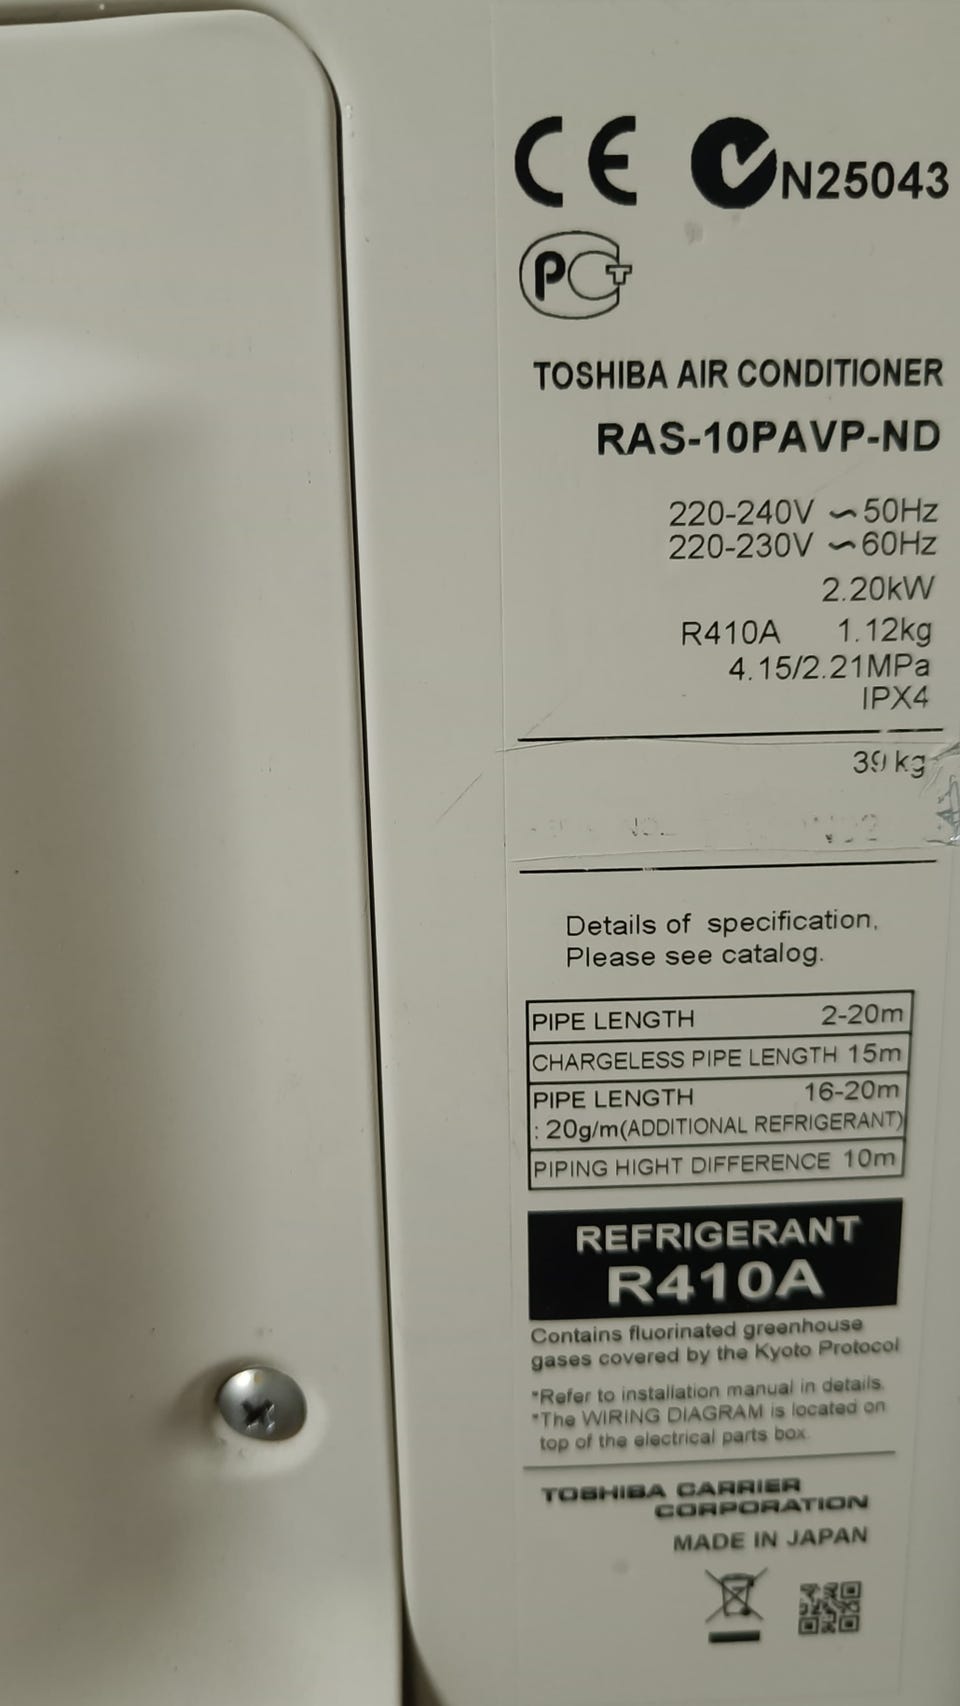 CE N25043
PCT
TOSHIBA AIR CONDITIONER
RAS-10PAVP-ND
220-240V ∼50Hz
220-230V ∼60Hz
2.20kW
R410A 1.12kg
4.15/2.21MPa
IPX4
39 kg
Details of specification,
Please see catalog.
PIPE LENGTH 2-20m
CHARGELESS PIPE LENGTH 15m
PIPE LENGTH 16-20m
: 20g/m(ADDITIONAL REFRIGERANT)
PIPING HIGHT DIFFERENCE 10m
REFRIGERANT
R410A
Contains fluorinated greenhouse
gases covered by the Kyoto Protocol
*Refer to installation manual in details.
*The WIRING DIAGRAM is located on
top of the electrical parts box.
TOSHIBA CARRIER
CORPORATION
MADE IN JAPAN